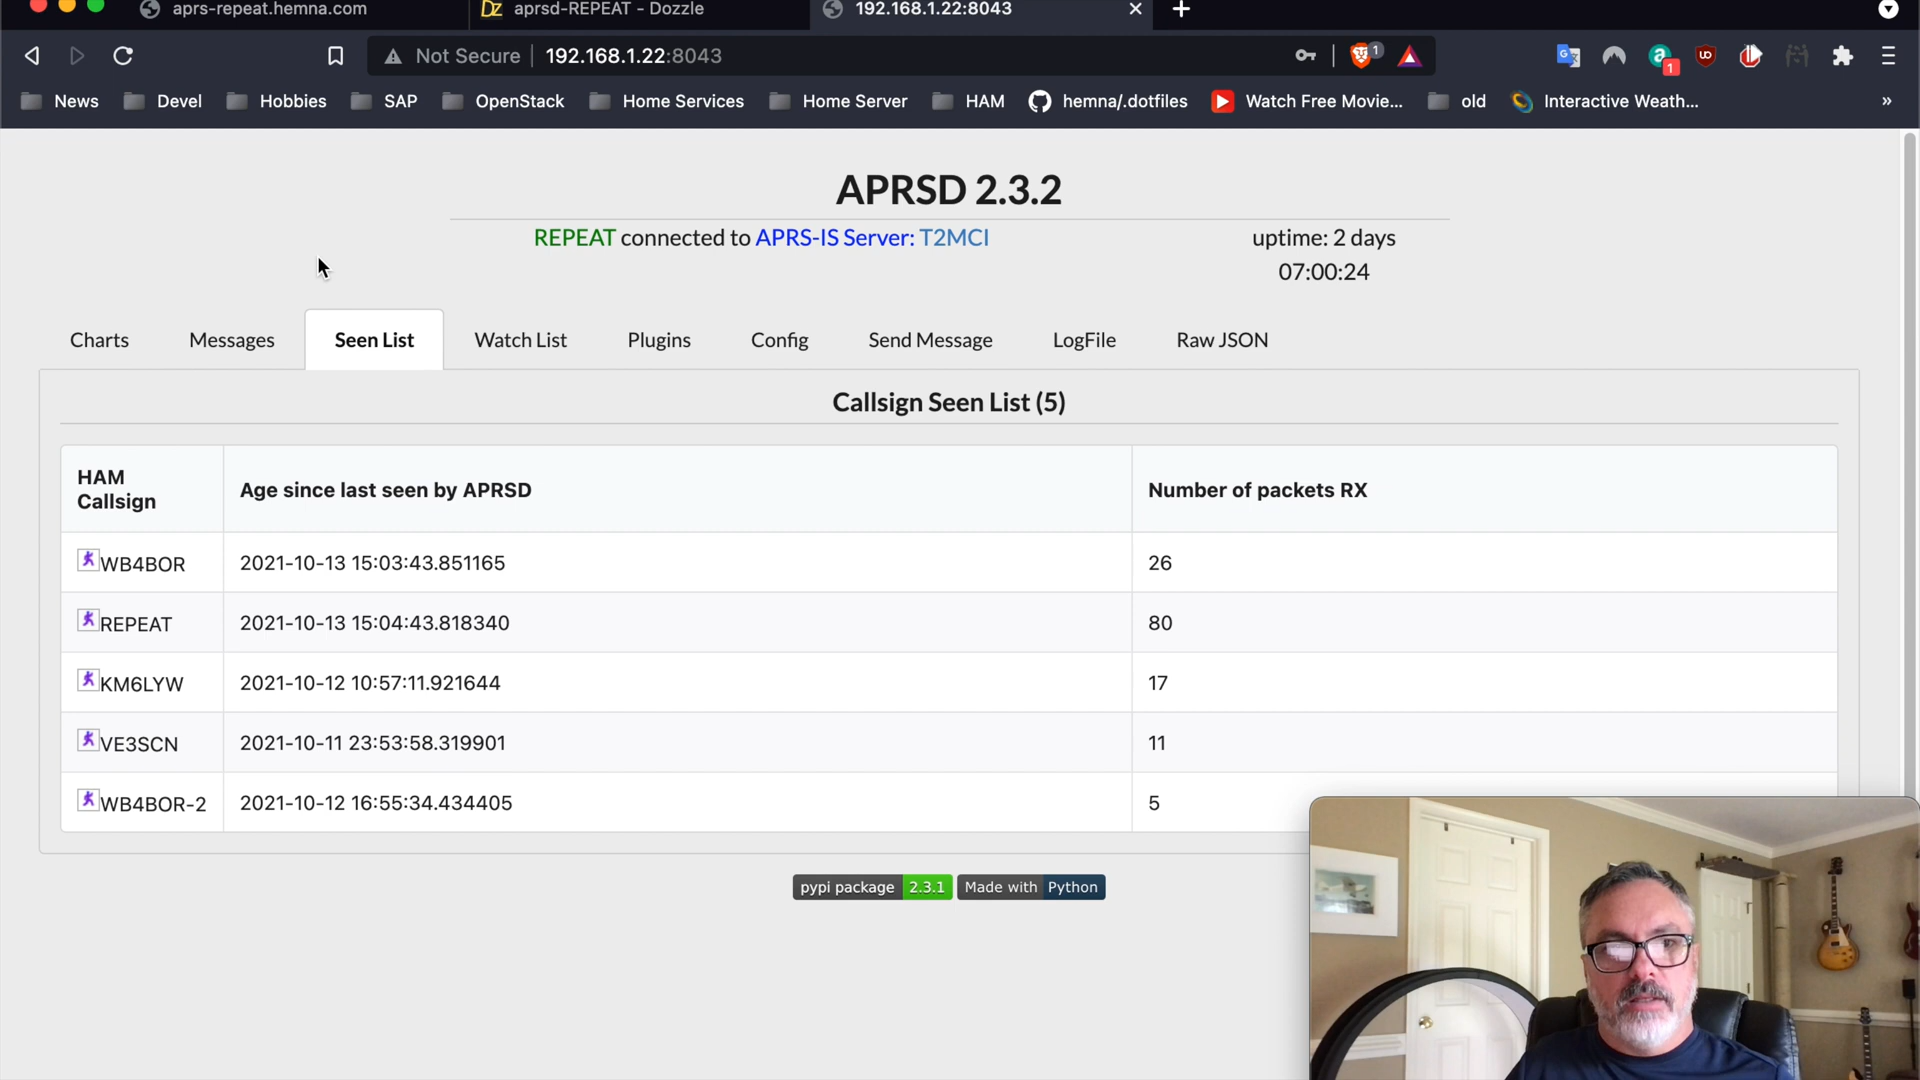 aprs-repeat.hemna.com
DZ aprsd-REPEAT - Dozzle
192.168.1.22:8043
Not Secure 192.168.1.22:8043
1
a 1
News Devel Hobbies SAP OpenStack Home Services Home Server HAM hemna/.dotfiles Watch Free Movie... old Interactive Weath... »
APRSD 2.3.2
REPEAT connected to APRS-IS Server: T2MCI
uptime: 2 days
07:00:24
Charts Messages Seen List Watch List Plugins Config Send Message LogFile Raw JSON
Callsign Seen List (5)
HAM
Callsign
Age since last seen by APRSD
Number of packets RX
WB4BOR 2021-10-13 15:03:43.851165 26
REPEAT 2021-10-13 15:04:43.818340 80
KM6LYW 2021-10-12 10:57:11.921644 17
VE3SCN 2021-10-11 23:53:58.319901 11
WB4BOR-2 2021-10-12 16:55:34.434405 5
pypi package 2.3.1 Made with Python